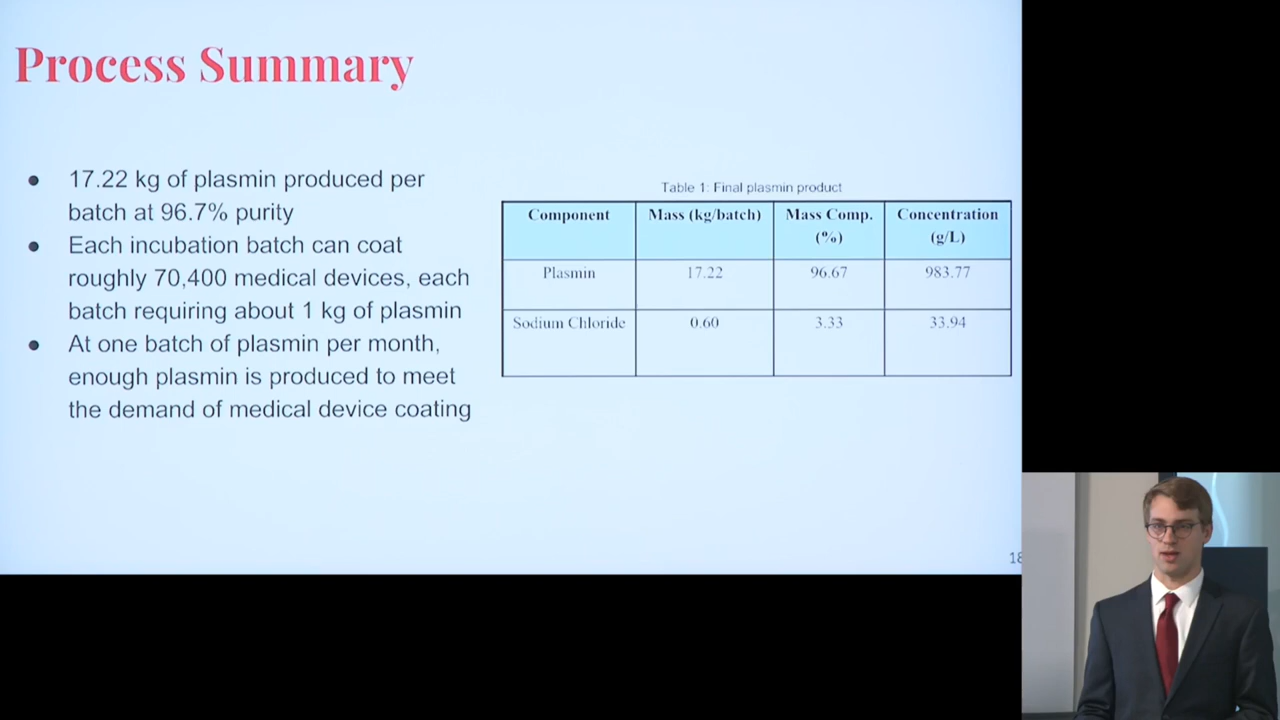 Process Summary
● 17.22 kg of plasmin produced per
batch at 96.7% purity
● Each incubation batch can coat
roughly 70,400 medical devices, each
batch requiring about 1 kg of plasmin
● At one batch of plasmin per month,
enough plasmin is produced to meet
the demand of medical device coating
Table 1: Final plasmin product
Component Mass (kg/batch) Mass Comp. (%) Concentration (g/L)
Plasmin 17.22 96.67 983.77
Sodium Chloride 0.60 3.33 33.94
18